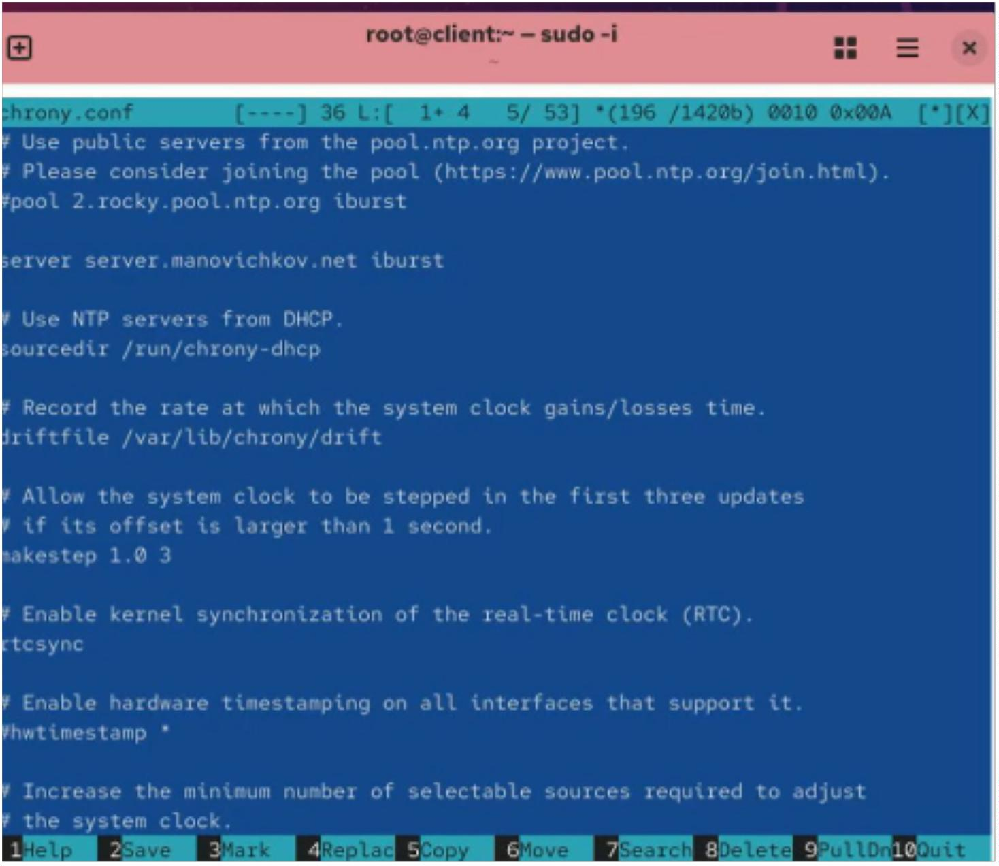 root@client:~ — sudo -i
~
chrony.conf [----] 36 L:[ 1+ 4 5/ 53] *(196 /1420b) 0010 0x00A [*][X]
# Use public servers from the pool.ntp.org project.
# Please consider joining the pool (https://www.pool.ntp.org/join.html).
#pool 2.rocky.pool.ntp.org iburst
server server.manovichkov.net iburst
# Use NTP servers from DHCP.
sourcedir /run/chrony-dhcp
# Record the rate at which the system clock gains/losses time.
driftfile /var/lib/chrony/drift
# Allow the system clock to be stepped in the first three updates
# if its offset is larger than 1 second.
makestep 1.0 3
# Enable kernel synchronization of the real-time clock (RTC).
rtcsync
# Enable hardware timestamping on all interfaces that support it.
#hwtimestamp *
# Increase the minimum number of selectable sources required to adjust
# the system clock.
1Help 2Save 3Mark 4Replac 5Copy 6Move 7Search 8Delete 9PullDn 10Quit